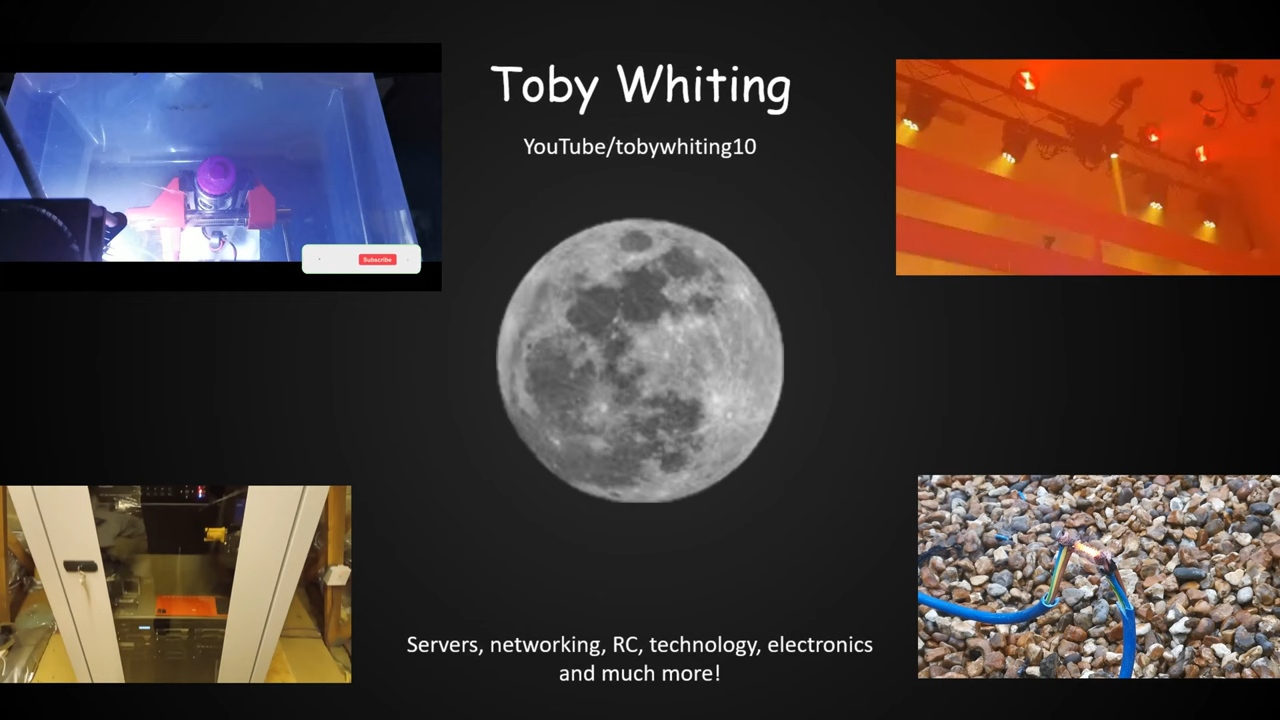 Toby Whiting
YouTube/tobywhiting10
Subscribe
Servers, networking, RC, technology, electronics
and much more!